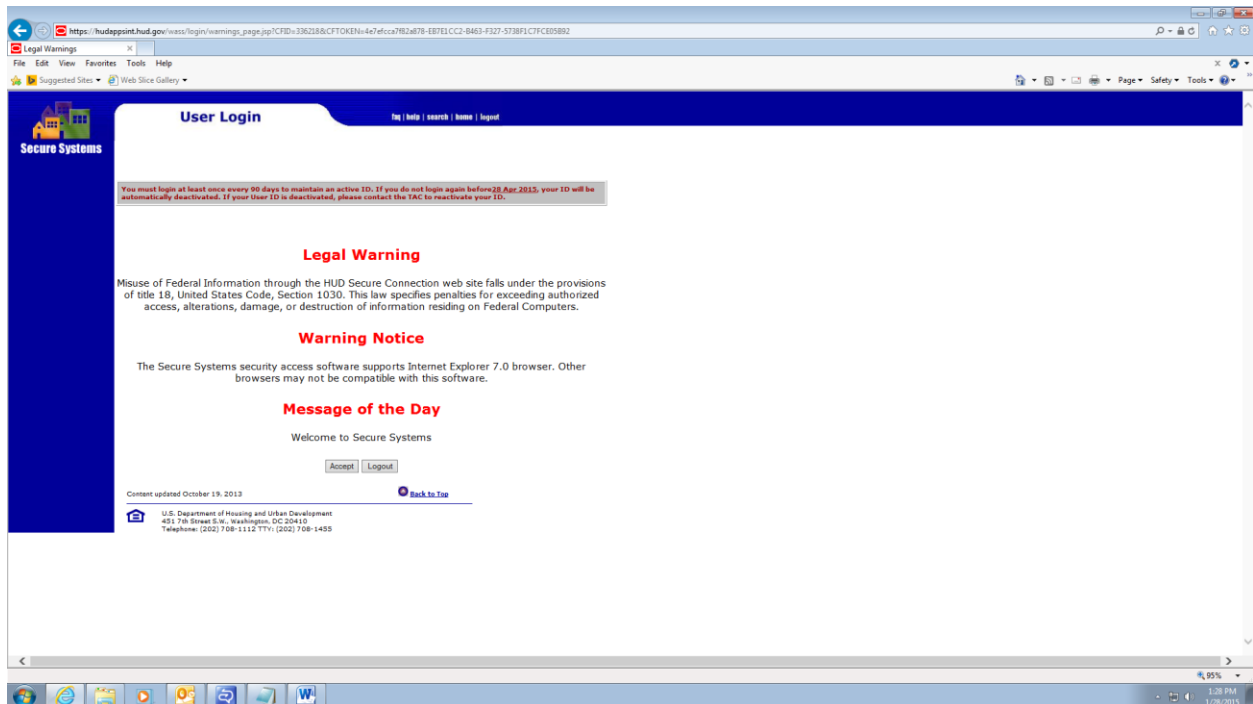 https://hudappsint.hud.gov/wass/login/warnings_page.jsp?CFID=336218&CFTOKEN=
Legal Warnings
File Edit View Favorites Tools Help
Suggested Sites Web Slice Gallery
Page Safety Tools
Secure Systems
User Login
faq | help | search | home | logout
You must login at least once every 90 days to maintain an active ID. If you do not login again before28 Apr 2015, your ID will be
automatically deactivated. If your User ID is deactivated, please contact the TAC to reactivate your ID.
Legal Warning
Misuse of Federal Information through the HUD Secure Connection web site falls under the provisions
of title 18, United States Code, Section 1030. This law specifies penalties for exceeding authorized
access, alterations, damage, or destruction of information residing on Federal Computers.
Warning Notice
The Secure Systems security access software supports Internet Explorer 7.0 browser. Other
browsers may not be compatible with this software.
Message of the Day
Welcome to Secure Systems
Accept Logout
Content updated October 19, 2013
Back to Top
U.S. Department of Housing and Urban Development
451 7th Street S.W., Washington, DC 20410
Telephone: (202) 708-1112 TTY: (202) 708-1455
95%
1:28 PM
1/28/2015